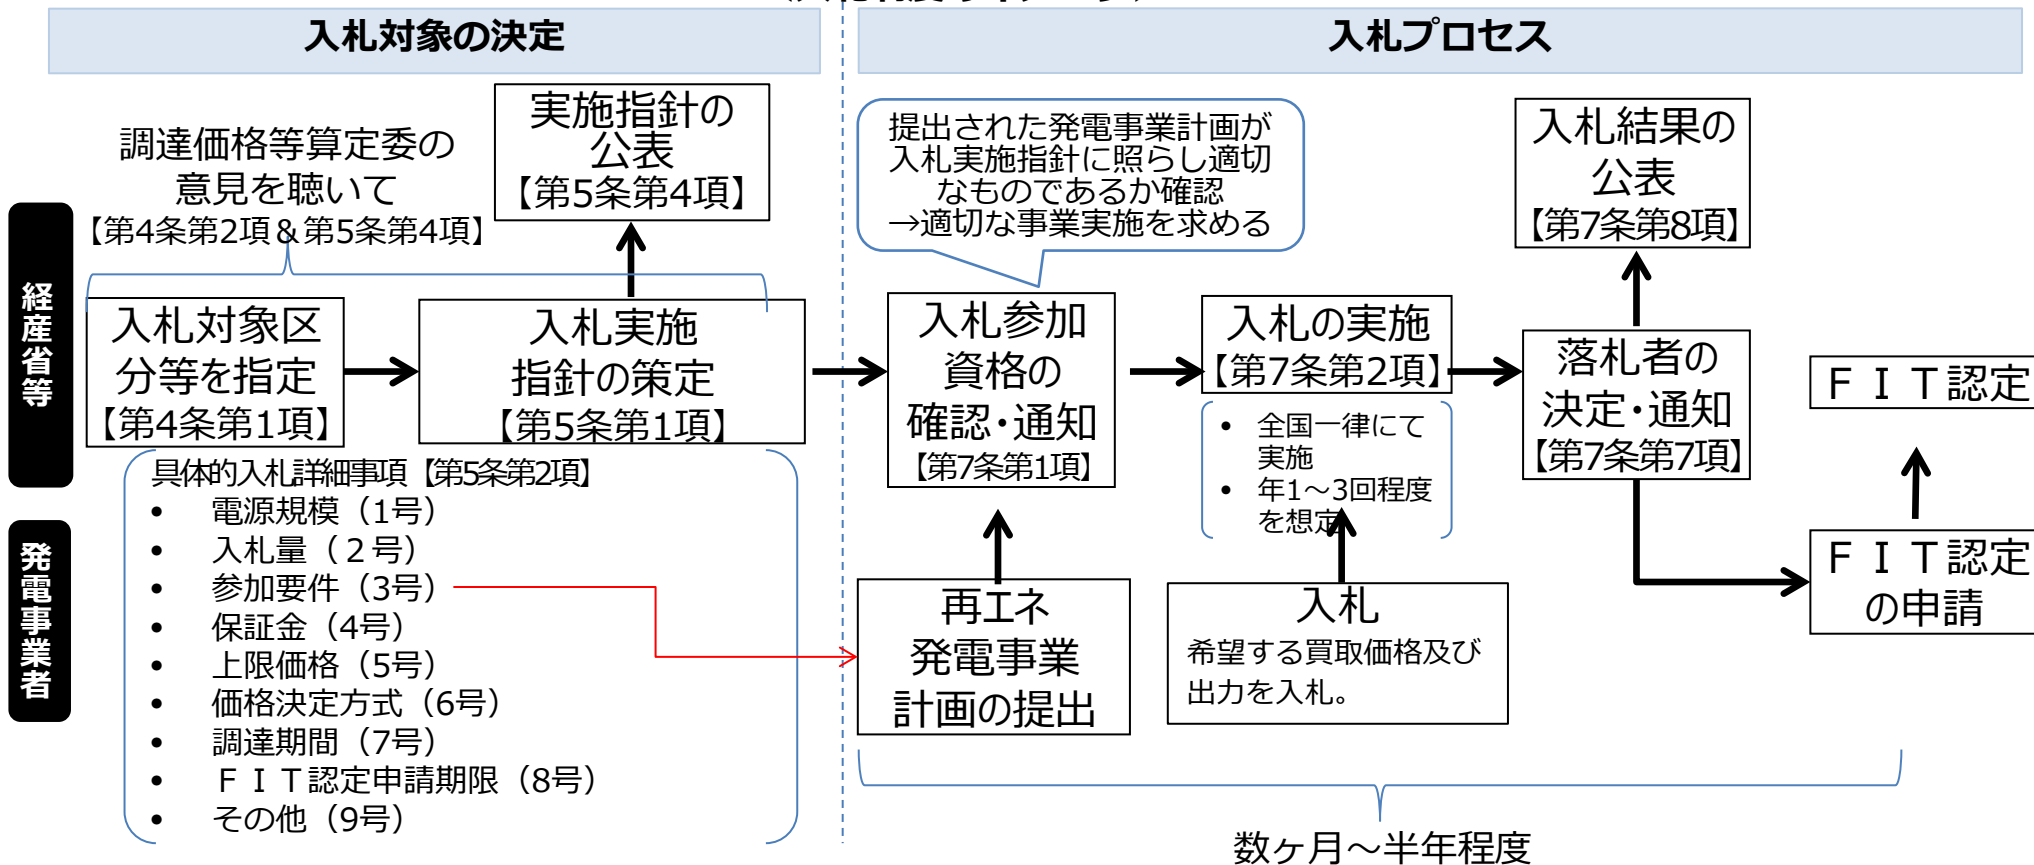 入札対象の決定
入札プロセス
調達価格等算定委の
意見を聴いて
【第4条第2項&第5条第4項】
実施指針の
公表
【第5条第4項】
提出された発電事業計画が
入札実施指針に照らし適切
なものであるか確認
→適切な事業実施を求める
入札結果の
公表
【第7条第8項】
経産省等
入札対象区
分等を指定
【第4条第1項】
入札実施
指針の策定
【第5条第1項】
入札参加
資格の
確認・通知
【第7条第1項】
入札の実施
【第7条第2項】
• 全国一律にて
実施
• 年1～3回程度
を想定
落札者の
決定・通知
【第7条第7項】
ＦＩＴ認定
具体的入札詳細事項【第5条第2項】
• 電源規模（1号）
• 入札量（２号）
• 参加要件（3号）
• 保証金（4号）
• 上限価格（5号）
• 価格決定方式（6号）
• 調達期間（7号）
• ＦＩＴ認定申請期限（8号）
• その他（9号）
発電事業者
再エネ
発電事業
計画の提出
入札
希望する買取価格及び
出力を入札。
ＦＩＴ認定
の申請
数ヶ月～半年程度